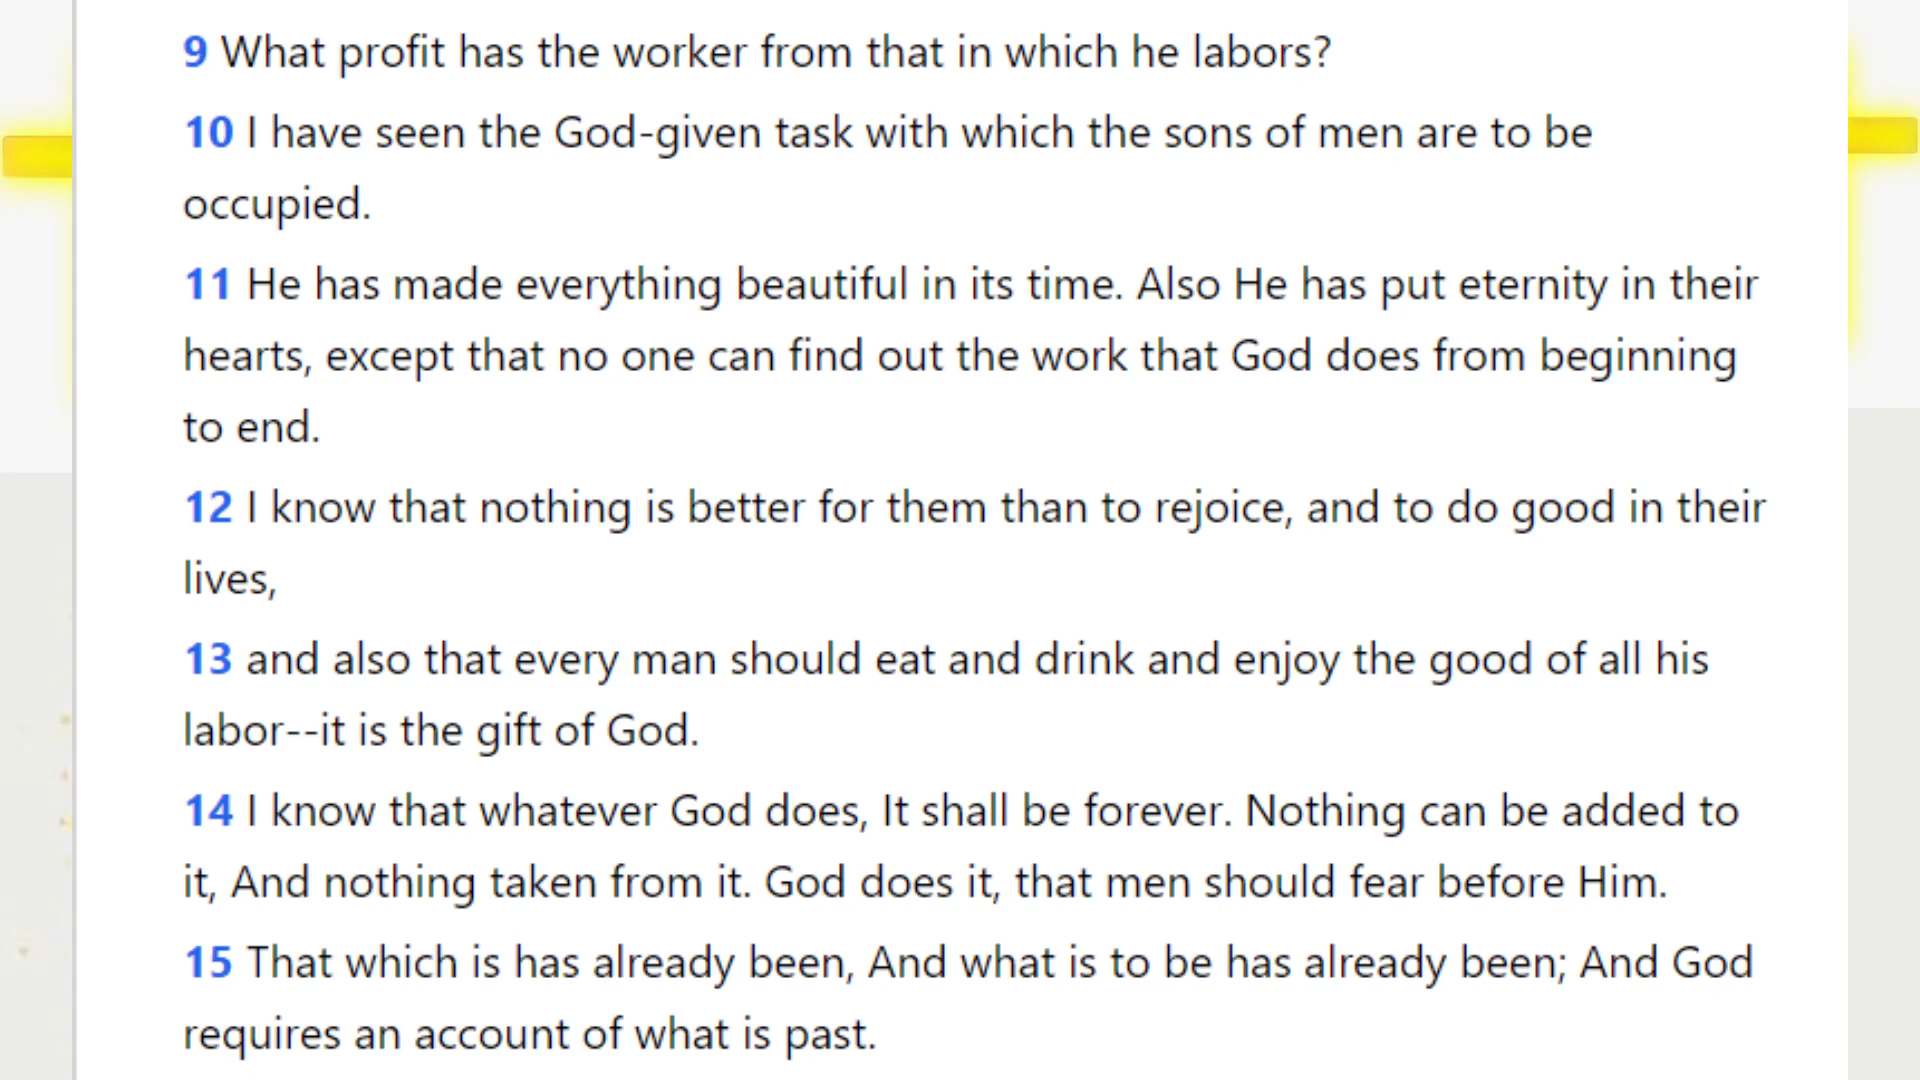 9 What profit has the worker from that in which he labors?
10 I have seen the God-given task with which the sons of men are to be
occupied.
11 He has made everything beautiful in its time. Also He has put eternity in their
hearts, except that no one can find out the work that God does from beginning
to end.
12 I know that nothing is better for them than to rejoice, and to do good in their
lives,
13 and also that every man should eat and drink and enjoy the good of all his
labor--it is the gift of God.
14 I know that whatever God does, It shall be forever. Nothing can be added to
it, And nothing taken from it. God does it, that men should fear before Him.
15 That which is has already been, And what is to be has already been; And God
requires an account of what is past.